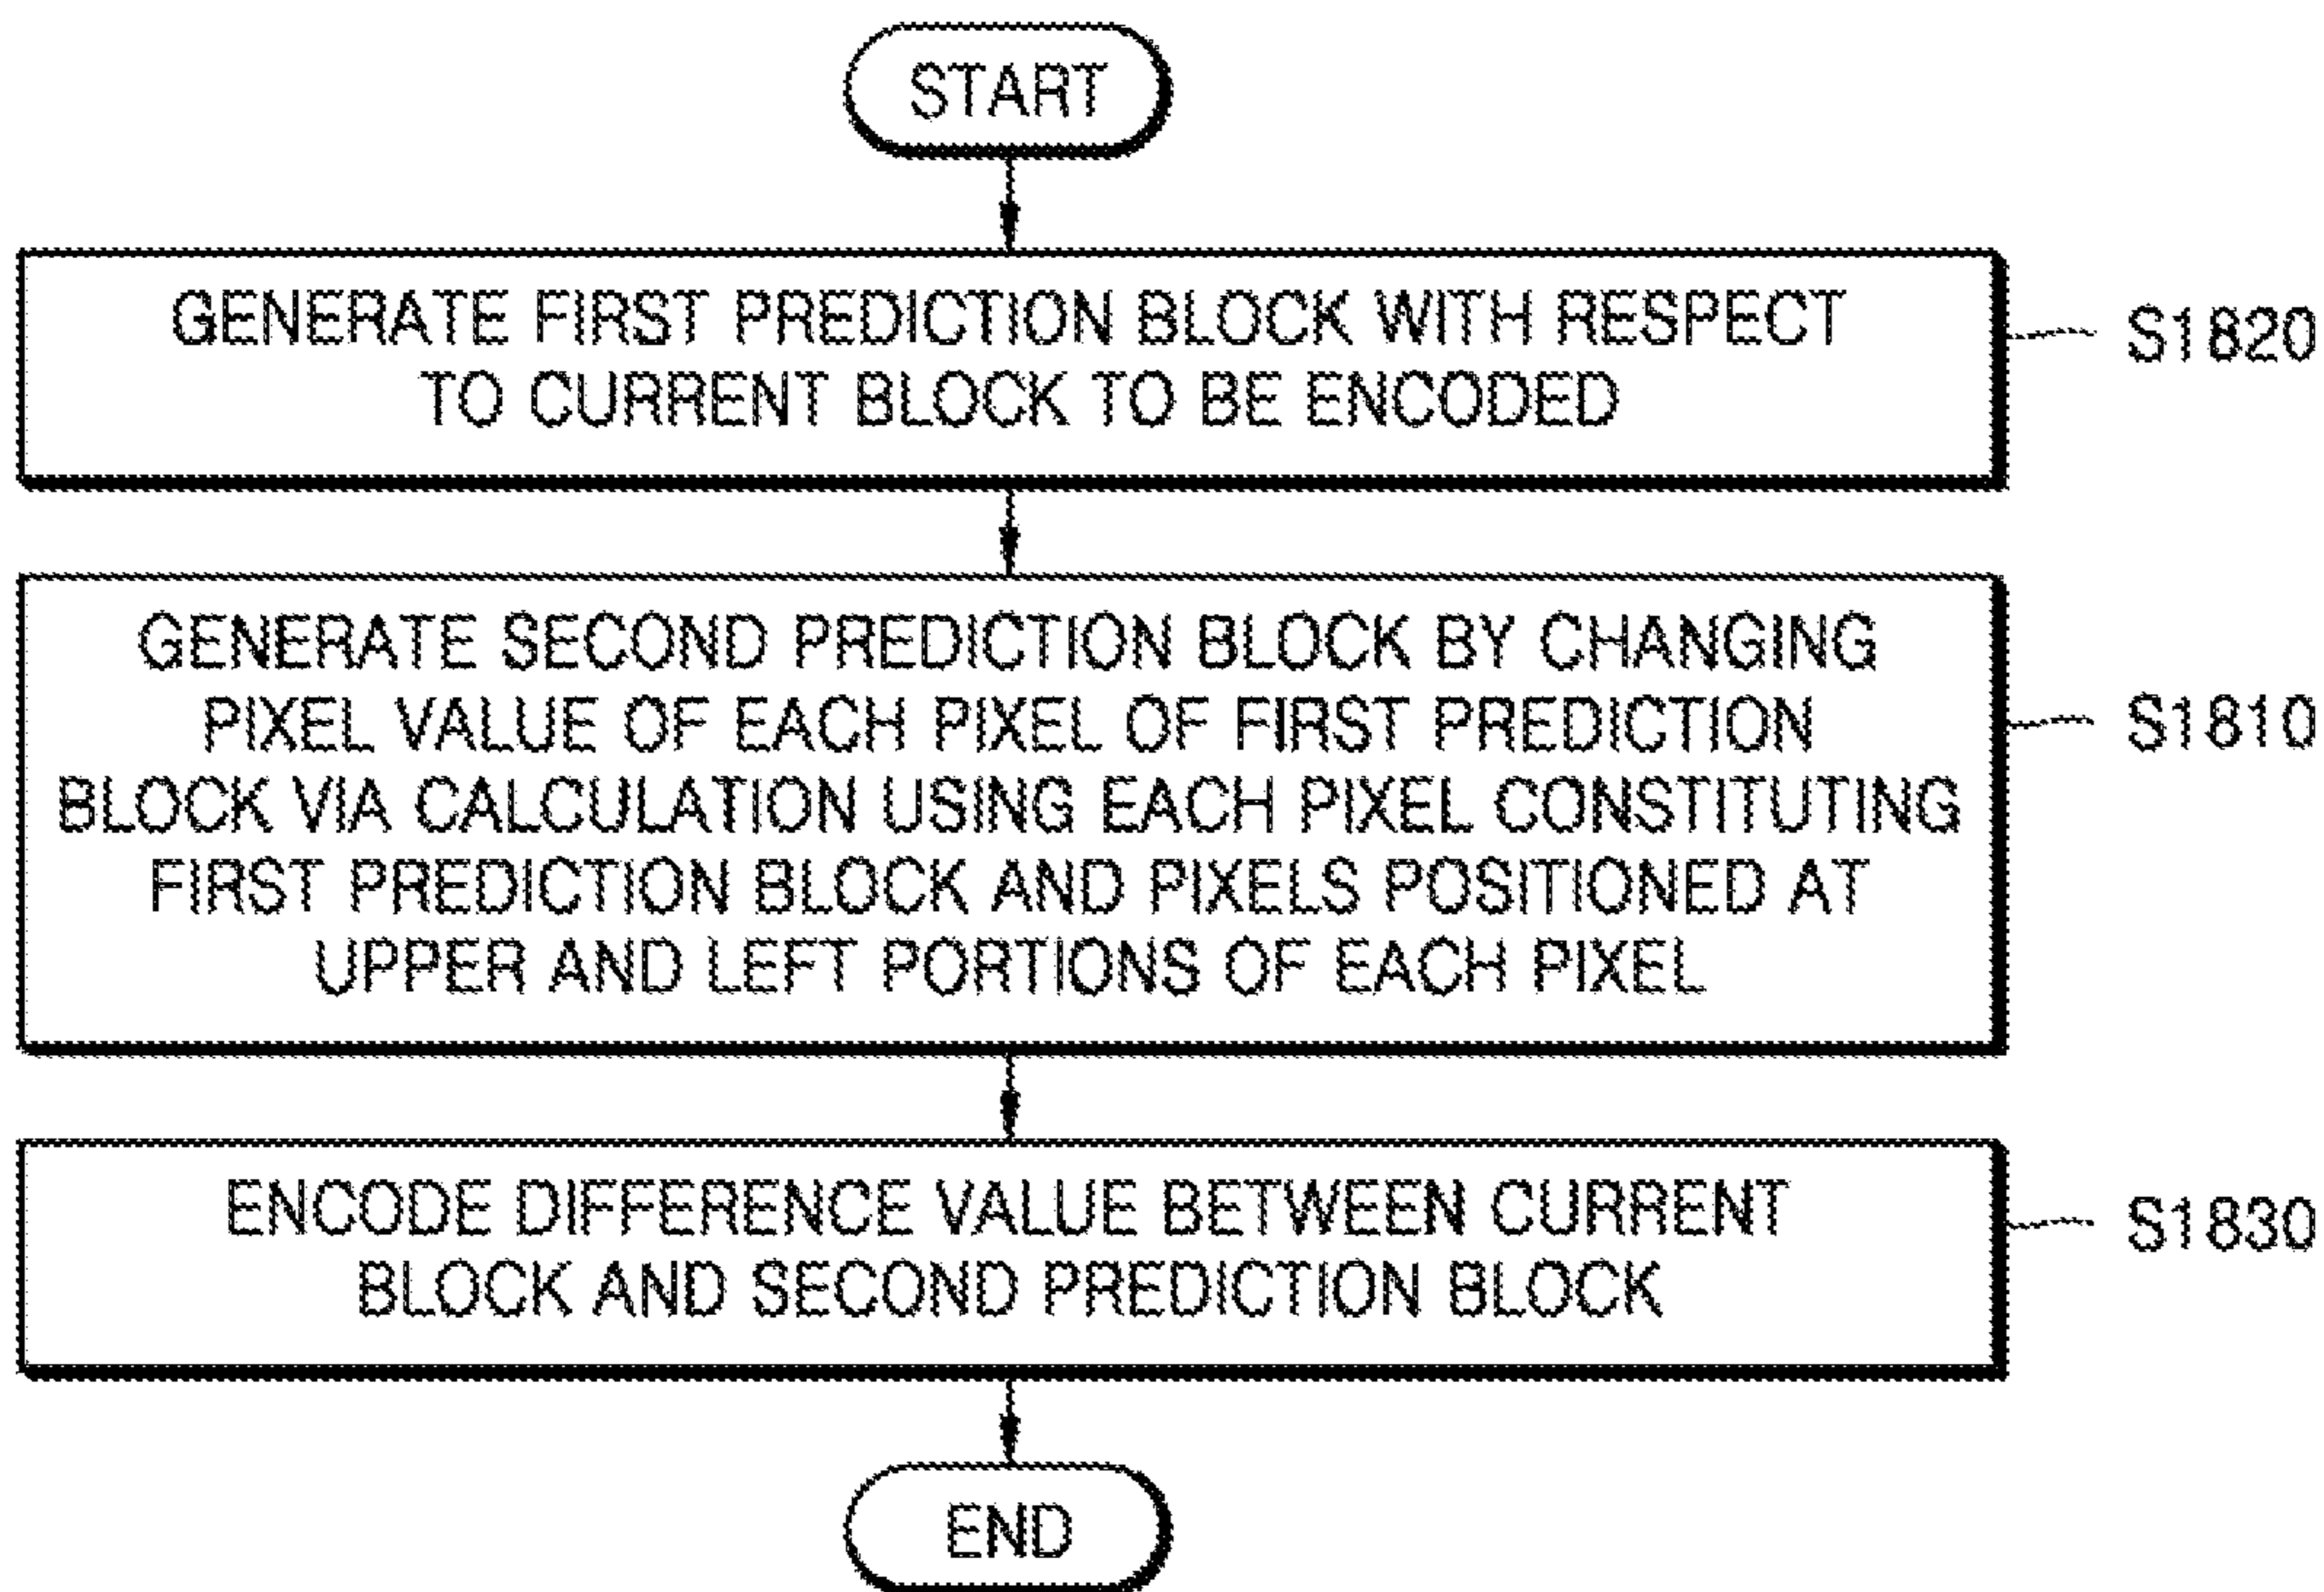 START
GENERATE FIRST PREDICTION BLOCK WITH RESPECT
TO CURRENT BLOCK TO BE ENCODED
S1820
GENERATE SECOND PREDICTION BLOCK BY CHANGING
PIXEL VALUE OF EACH PIXEL OF FIRST PREDICTION
BLOCK VIA CALCULATION USING EACH PIXEL CONSTITUTING
FIRST PREDICTION BLOCK AND PIXELS POSITIONED AT
UPPER AND LEFT PORTIONS OF EACH PIXEL
S1810
ENCODE DIFFERENCE VALUE BETWEEN CURRENT
BLOCK AND SECOND PREDICTION BLOCK
S1830
END